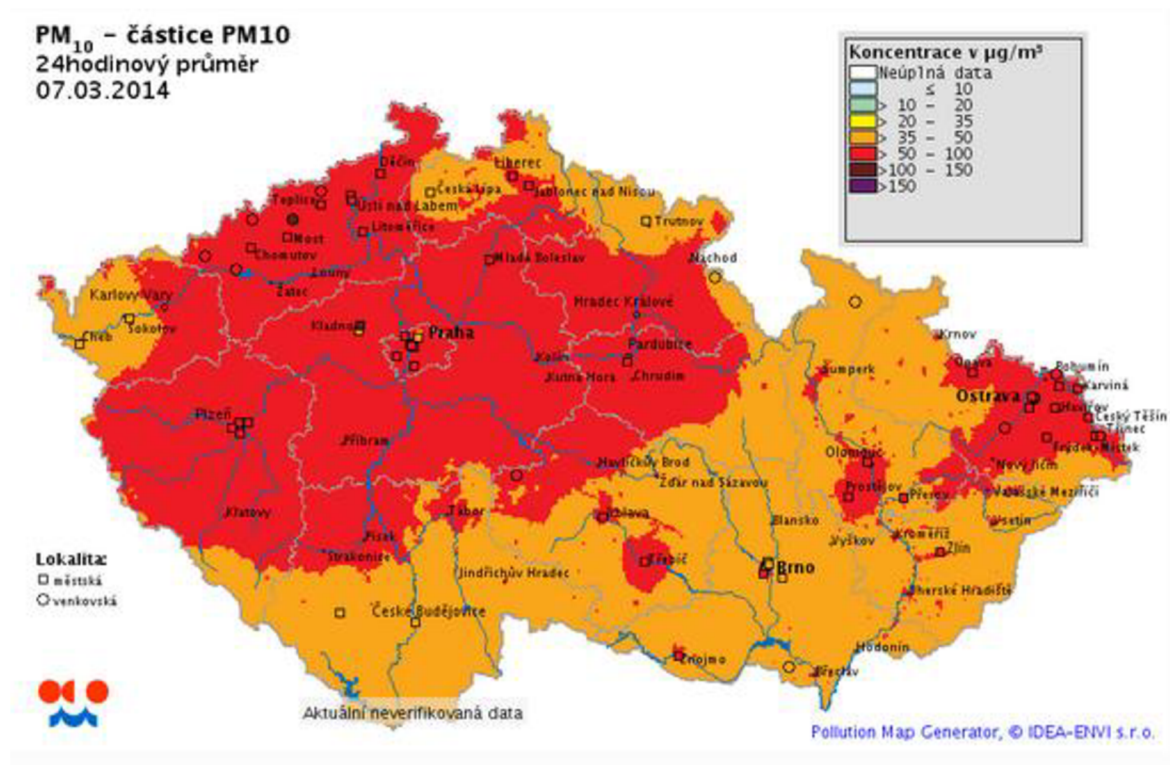 PM10 – částice PM10
24hodinový průměr
07.03.2014
Koncentrace v µg/m³
Neúplná data
≤ 10
> 10 - 20
> 20 - 35
> 35 - 50
> 50 - 100
>100 - 150
>150
Děčín
Liberec
Česká Lípa
Jablonec nad Nisou
Teplice
Ústí nad Labem
Trutnov
Litoměřice
Most
Chomutov
Mladá Boleslav
Náchod
Louny
Žatec
Karlovy Vary
Hradec Králové
Sokolov
Kladno
Praha
Cheb
Krnov
Pardubice
Kolín
Opava
Bohumín
Šumperk
Kutná Hora
Chrudim
Karviná
Ostrava
Havířov
Český Těšín
Plzeň
Třinec
Příbram
Frýdek-Místek
Olomouc
Havlíčkův Brod
Nový Jičín
Žďár nad Sázavou
Prostějov
Přerov
Valašské Meziříčí
Klatovy
Tábor
Jihlava
Blansko
Vsetín
Písek
Vyškov
Kroměříž
Strakonice
Zlín
Třebíč
Brno
Jindřichův Hradec
Uherské Hradiště
České Budějovice
Hodonín
Znojmo
Břeclav
Lokalita:
městská
venkovská
Aktuální neverifikovaná data
Pollution Map Generator, © IDEA-ENVI s.r.o.